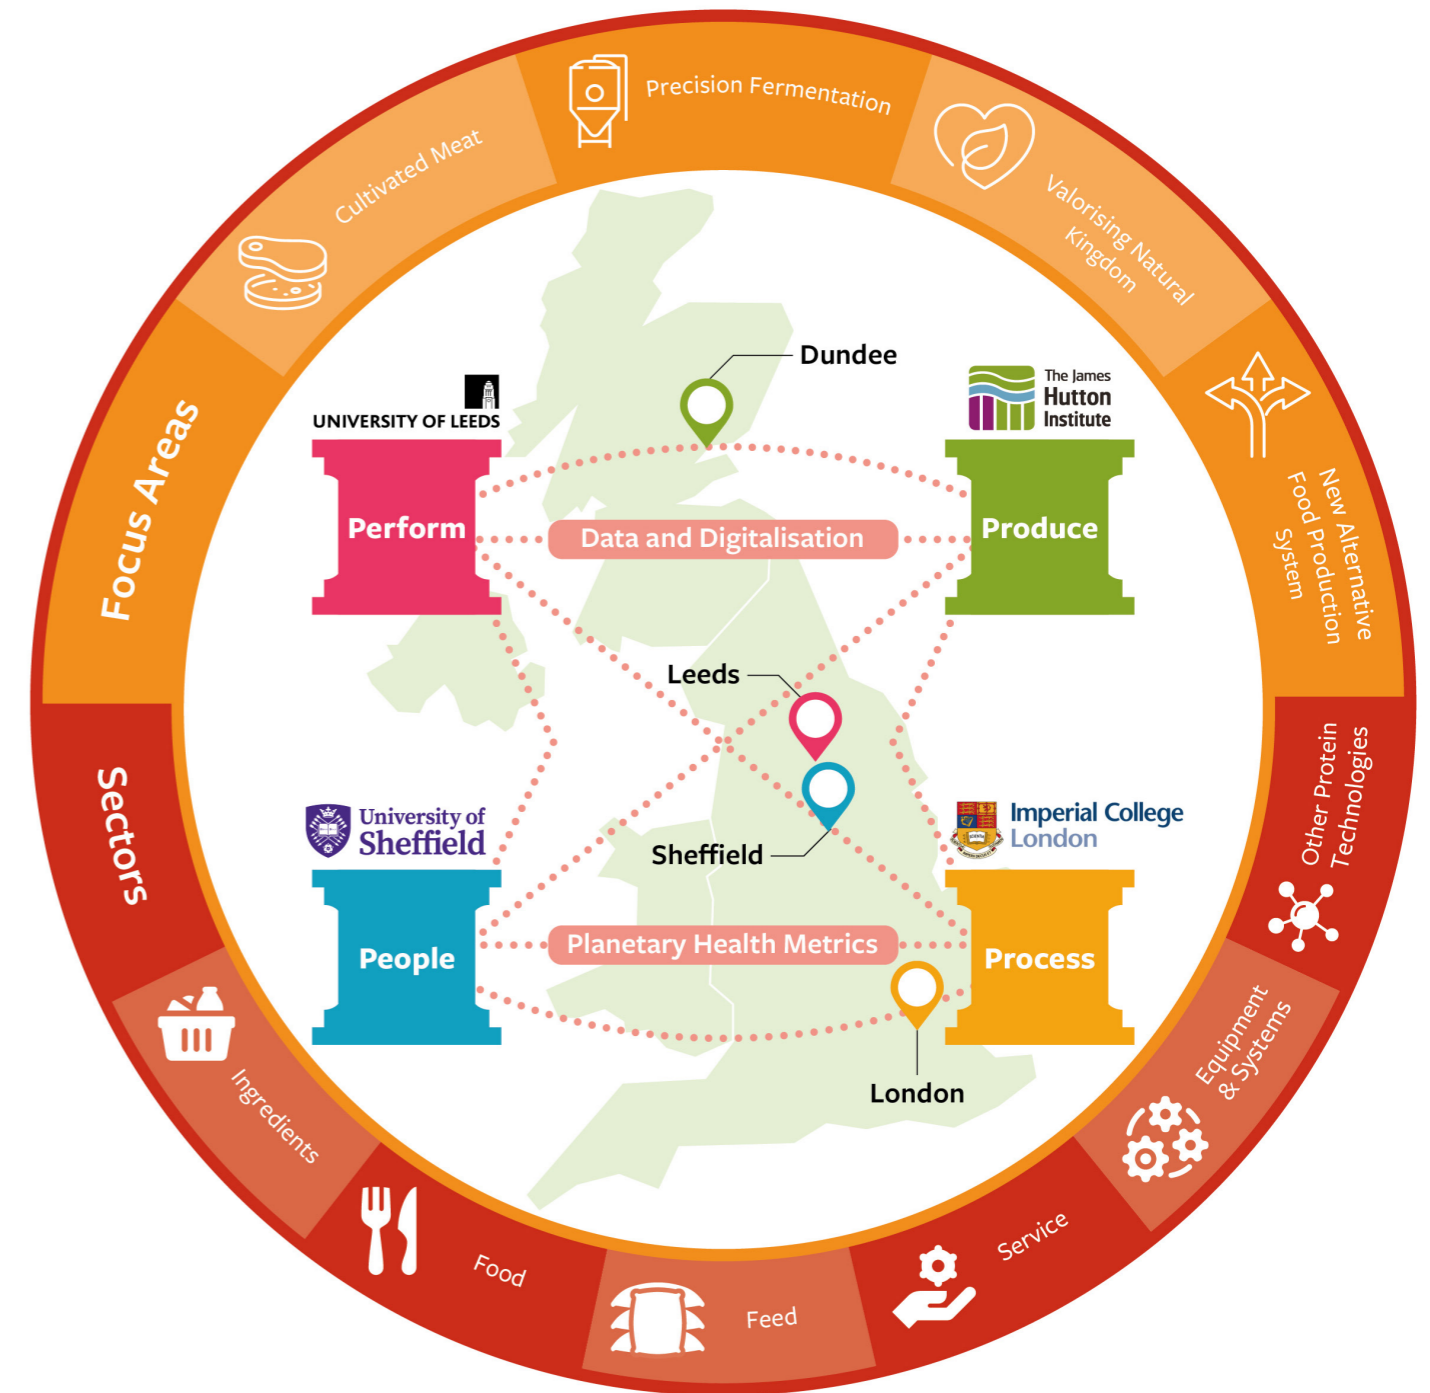 Focus Areas
Cultivated Meat
Precision Fermentation
Valorising Natural
Kingdom
New Alternative
Food Production
System
Other Protein
Technologies
Equipment
& Systems
Service
Feed
Food
Ingredients
Sectors
Dundee
UNIVERSITY OF LEEDS
The James
Hutton
Institute
Perform
Data and Digitalisation
Produce
Leeds
University of
Sheffield
Sheffield
Imperial College
London
People
Planetary Health Metrics
Process
London